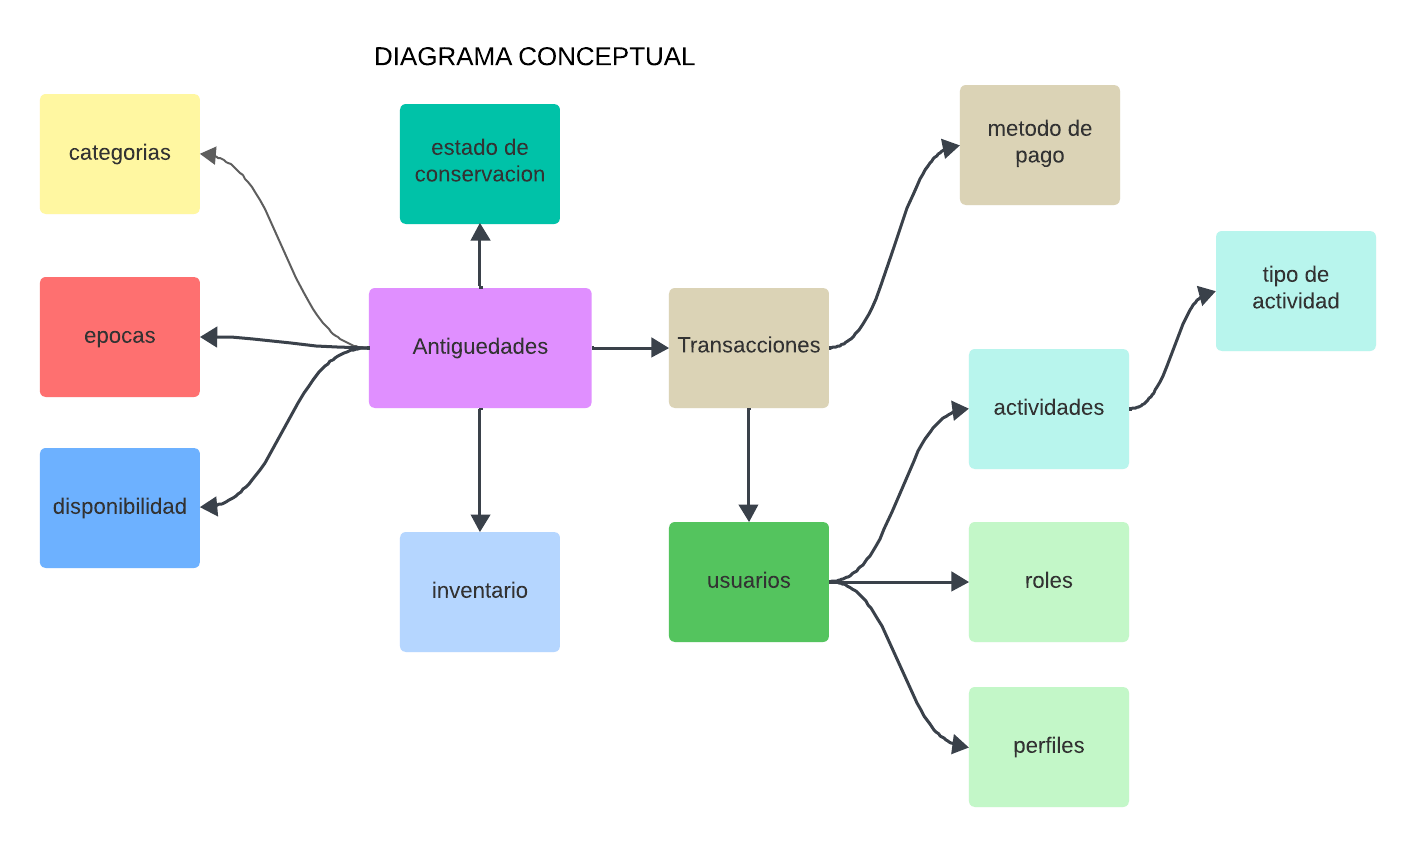 DIAGRAMA CONCEPTUAL
categorias
estado de
conservacion
metodo de
pago
tipo de
actividad
epocas
Antiguedades
Transacciones
actividades
disponibilidad
inventario
usuarios
roles
perfiles